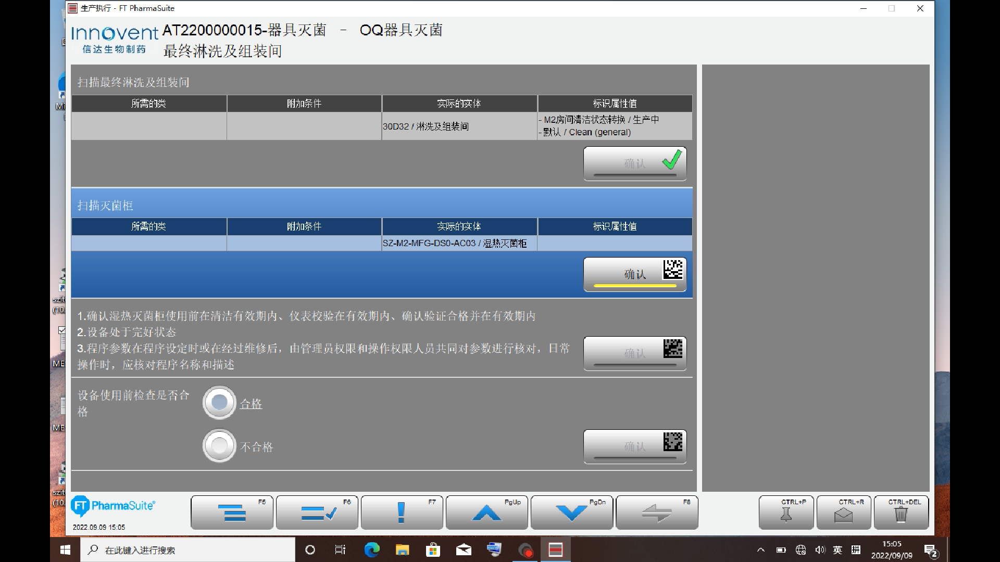 生产执行 - FT PharmaSuite
Innovent
信达生物制药
AT2200000015-器具灭菌 - OQ器具灭菌
最终淋洗及组装间
扫描最终淋洗及组装间
所需的类 附加条件 实际的实体 标识属性值
30D32 / 淋洗及组装间
- M2房间清洁状态转换 / 生产中
- 默认 / Clean (general)
确认
扫描灭菌柜
所需的类 附加条件 实际的实体 标识属性值
SZ-M2-MFG-DS0-AC03 / 湿热灭菌柜
确认
1.确认湿热灭菌柜使用前在清洁有效期内、仪表校验在有效期内、确认验证合格并在有效期内
2.设备处于完好状态
3.程序参数在程序设定时或在经过维修后，由管理员权限和操作权限人员共同对参数进行核对，日常
操作时，应核对程序名称和描述
确认
设备使用前检查是否合
格
合格
不合格
确认
FT PharmaSuite®
2022.09.09 15:05
F5 F6 F7 PgUp PgDn F8 CTRL+P CTRL+R CTRL+DEL
在此键入进行搜索
英 拼
15:05
2022/09/09
2
Mi
szit
(10.
ME
ME
szit
(10.